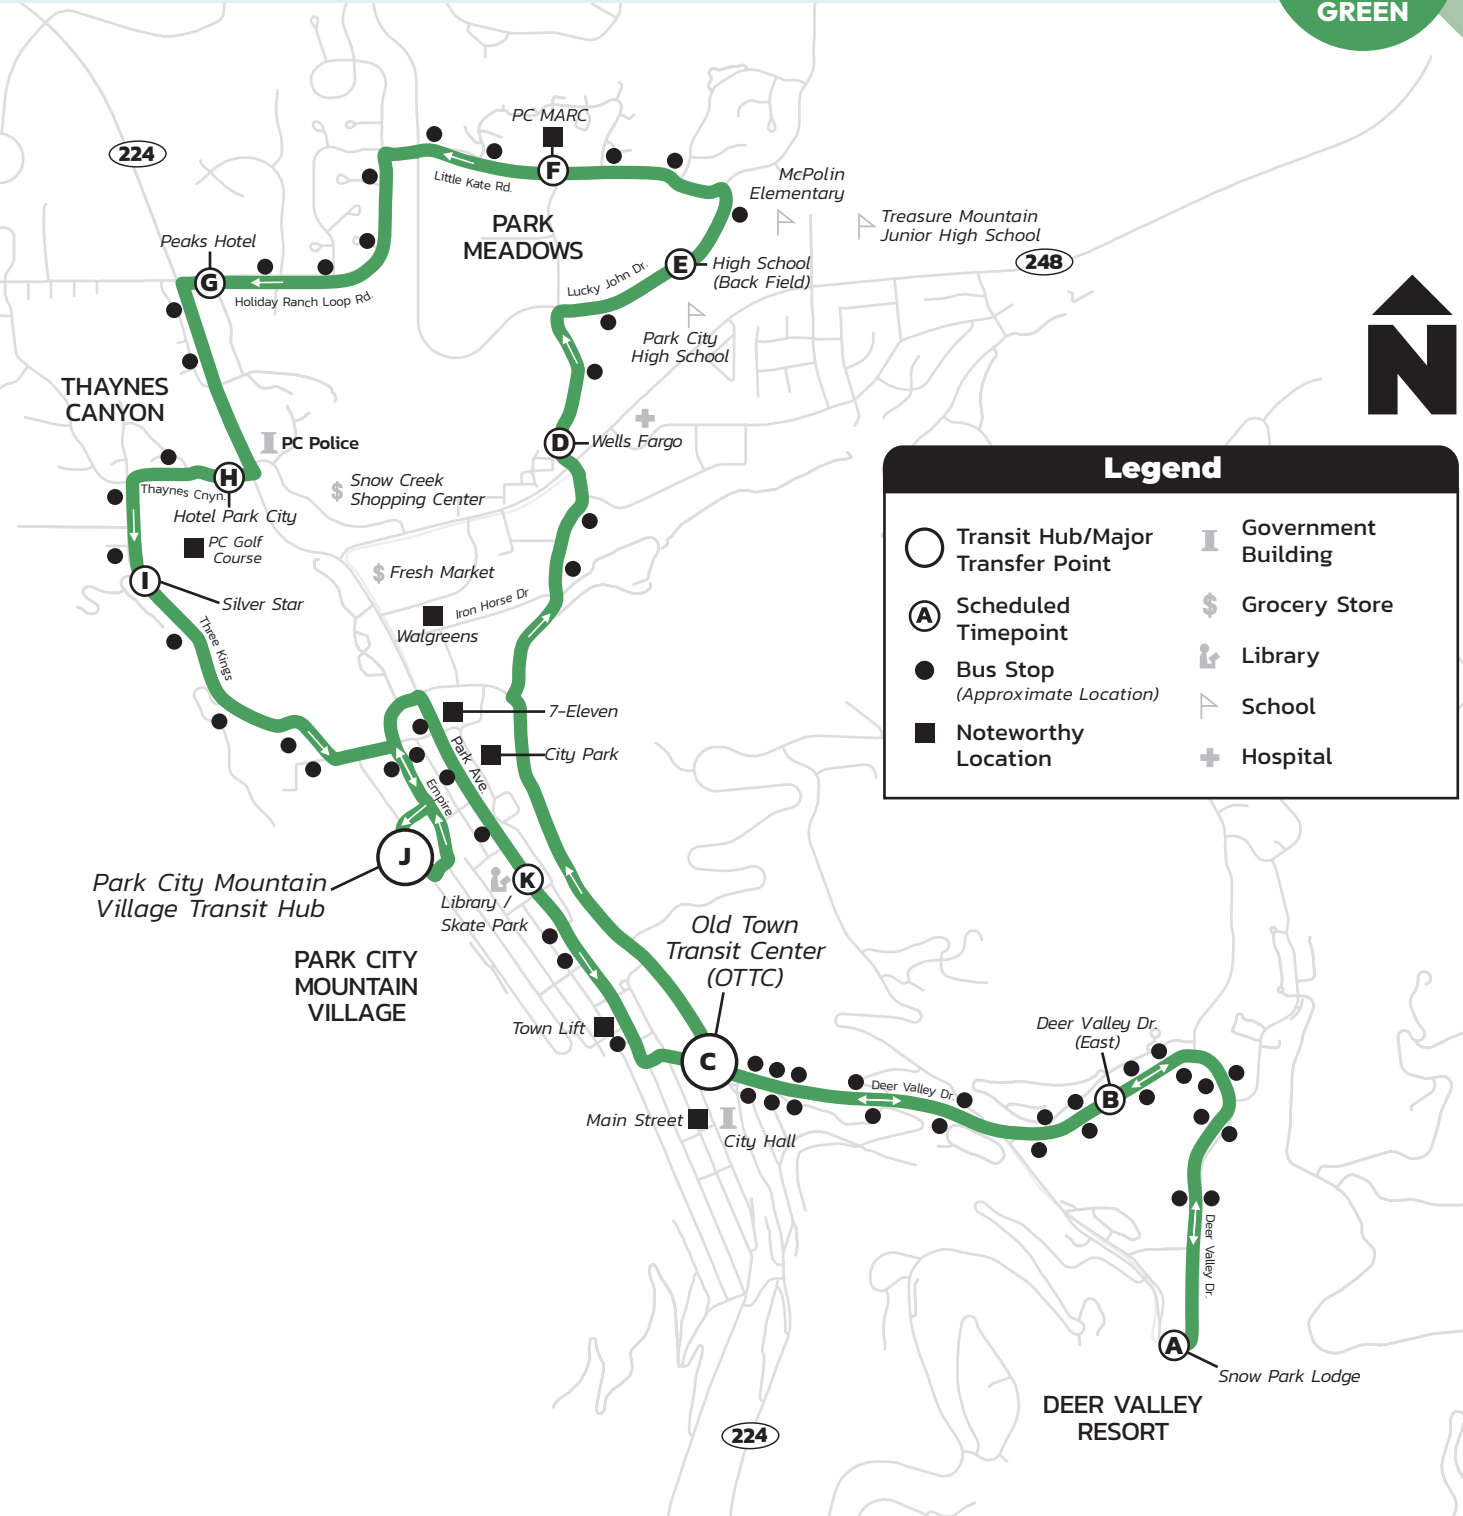 GREEN
PC MARC
224
McPolin
Elementary
Little Kate Rd.
F
Treasure Mountain
Junior High School
PARK
MEADOWS
Peaks Hotel
248
E
High School
(Back Field)
G
Lucky John Dr.
Holiday Ranch Loop Rd.
Park City
High School
N
THAYNES
CANYON
PC Police
D
Wells Fargo
H
Thaynes Cnyn.
Snow Creek
Shopping Center
Hotel Park City
PC Golf
Course
Fresh Market
I
Silver Star
Iron Horse Dr
Walgreens
Three Kings
7-Eleven
City Park
Park Ave.
Empire
J
Park City Mountain
Village Transit Hub
K
Library /
Skate Park
PARK CITY
MOUNTAIN
VILLAGE
Old Town
Transit Center
(OTTC)
Town Lift
C
Main Street
City Hall
Deer Valley Dr.
Deer Valley Dr.
(East)
B
Deer Valley Dr.
A
Snow Park Lodge
DEER VALLEY
RESORT
224
Legend
Transit Hub/Major
Transfer Point
A
Scheduled
Timepoint
Bus Stop
(Approximate Location)
Noteworthy
Location
Government
Building
$
Grocery Store
Library
School
Hospital